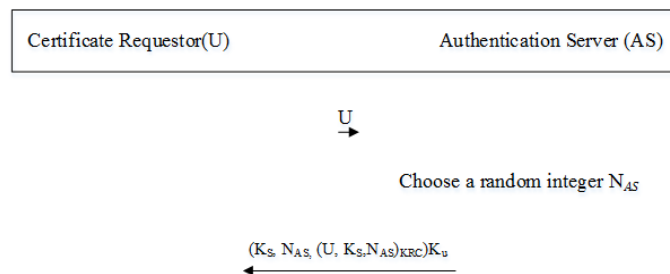 Certificate Requestor(U) Authentication Server (AS)
U
Choose a random integer N_AS
(K_S, N_AS, (U, K_S,N_AS)_KRC)K_u